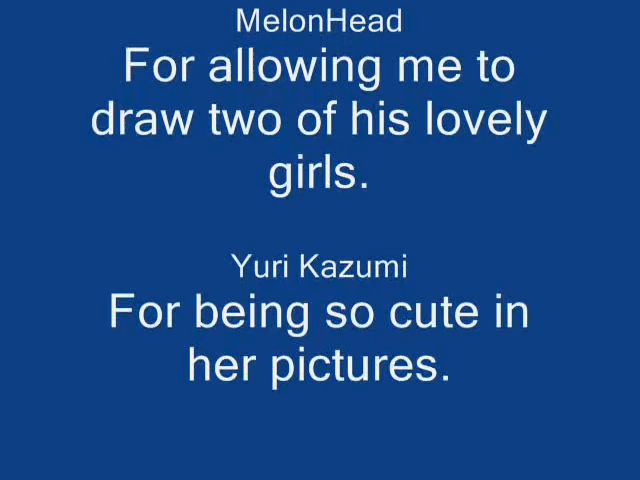 MelonHead
For allowing me to
draw two of his lovely
girls.
Yuri Kazumi
For being so cute in
her pictures.